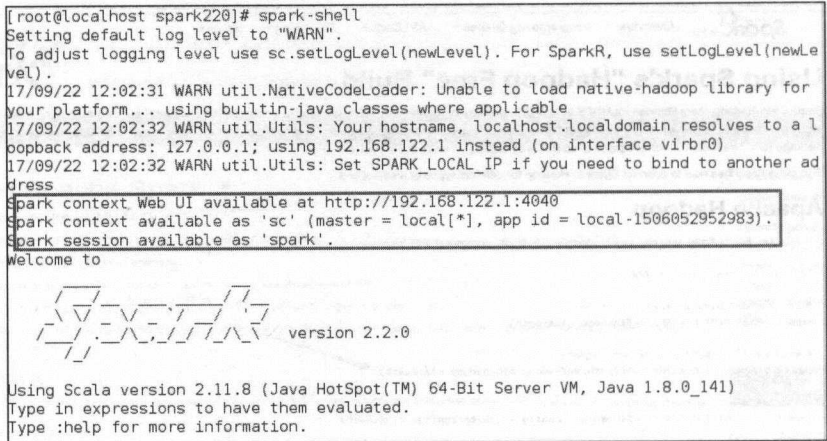 [root@localhost spark220]# spark-shell
Setting default log level to "WARN".
To adjust logging level use sc.setLogLevel(newLevel). For SparkR, use setLogLevel(newLe
vel).
17/09/22 12:02:31 WARN util.NativeCodeLoader: Unable to load native-hadoop library for
your platform... using builtin-java classes where applicable
17/09/22 12:02:32 WARN util.Utils: Your hostname, localhost.localdomain resolves to a l
oopback address: 127.0.0.1; using 192.168.122.1 instead (on interface virbr0)
17/09/22 12:02:32 WARN util.Utils: Set SPARK_LOCAL_IP if you need to bind to another ad
dress
Spark context Web UI available at http://192.168.122.1:4040
Spark context available as 'sc' (master = local[*], app id = local-1506052952983).
Spark session available as 'spark'.
Welcome to
version 2.2.0
Using Scala version 2.11.8 (Java HotSpot(TM) 64-Bit Server VM, Java 1.8.0_141)
Type in expressions to have them evaluated.
Type :help for more information.